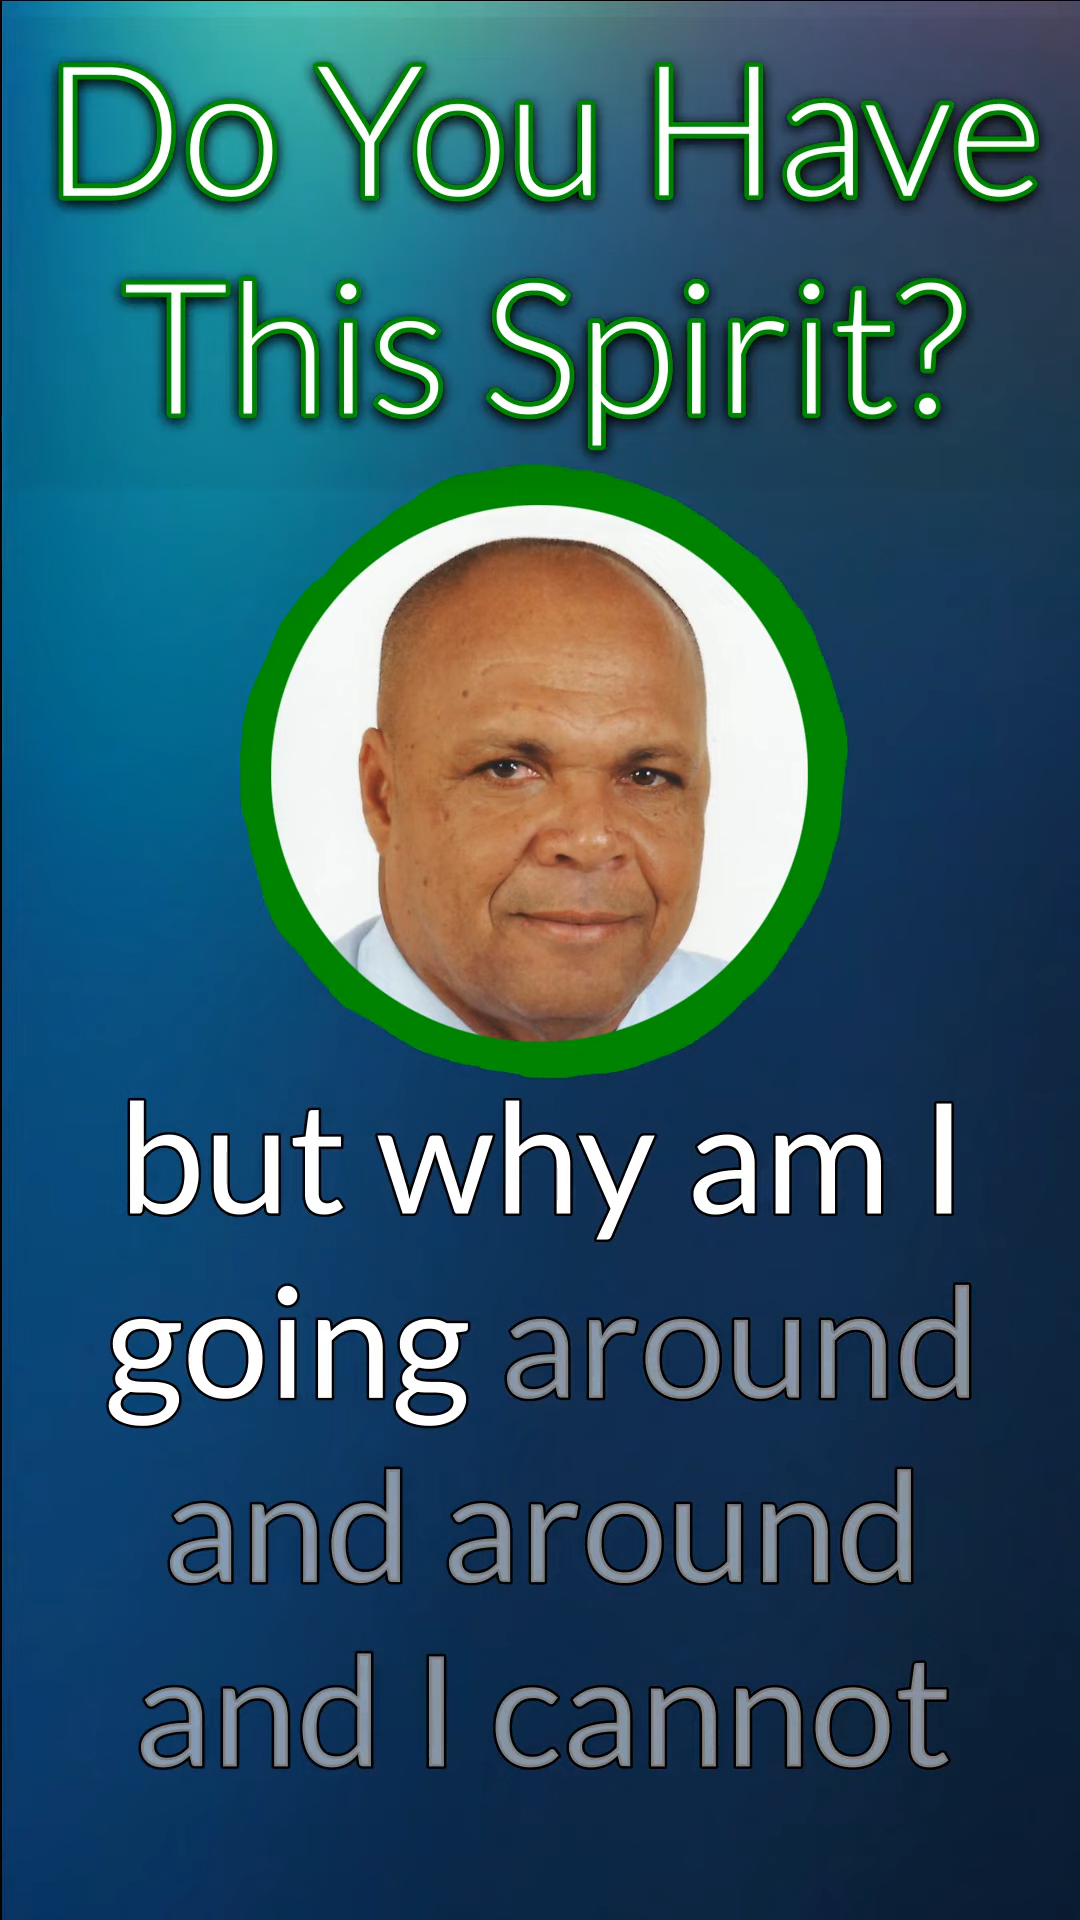 Do You Have
This Spirit?
but why am I
going around
and around
and I cannot